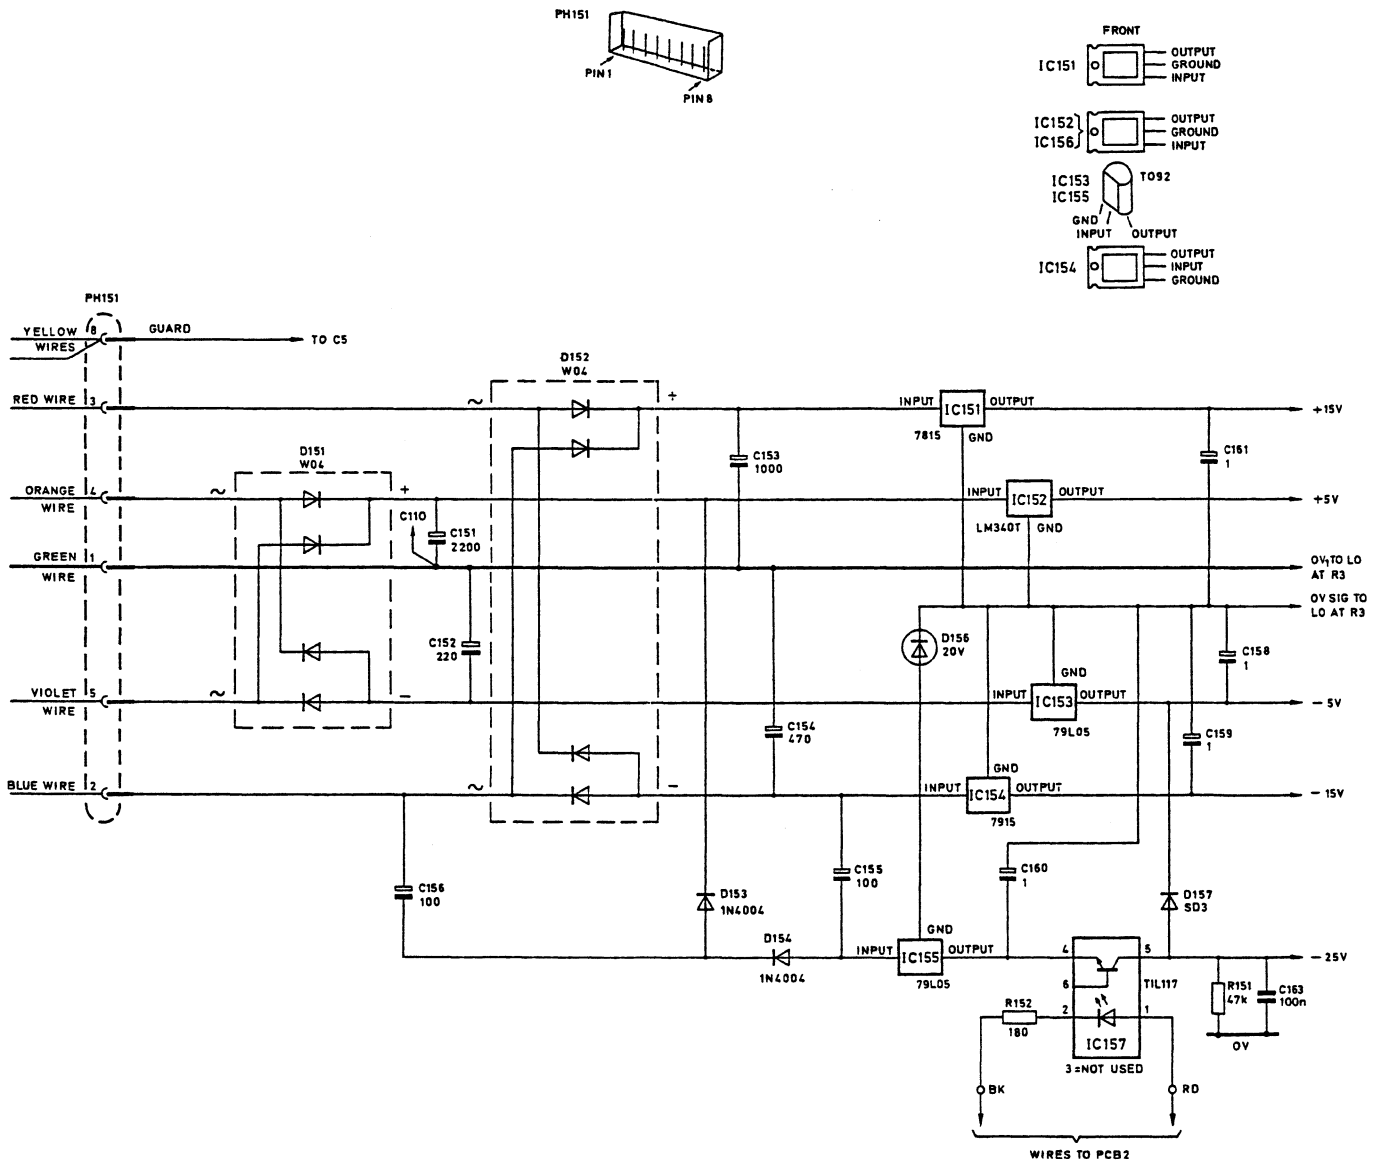 PH151
PIN 1
PIN 8
FRONT
IC151
OUTPUT
GROUND
INPUT
IC152
IC156
OUTPUT
GROUND
INPUT
IC153
IC155
TO92
GND
INPUT
OUTPUT
IC154
OUTPUT
INPUT
GROUND
PH151
YELLOW 8
WIRES
GUARD
TO C5
RED WIRE 3
ORANGE 4
WIRE
GREEN 1
WIRE
VIOLET 5
WIRE
BLUE WIRE 2
D151
W04
~
+
~
−
C110
C151
2200
C152
220
D152
W04
~
+
~
−
C153
1000
C154
470
INPUT
IC151
OUTPUT
7815
GND
C161
1
+15V
INPUT
IC152
OUTPUT
LM340T
GND
+5V
0V, TO LO
AT R3
0V SIG TO
LO AT R3
D156
20V
GND
INPUT
IC153
OUTPUT
79L05
C158
1
−5V
C159
1
GND
INPUT
IC154
OUTPUT
7915
−15V
C156
100
D153
1N4004
D154
1N4004
C155
100
C160
1
D157
SD3
GND
INPUT
IC155
OUTPUT
79L05
4
5
6
TIL117
2
1
IC157
3=NOT USED
R152
180
−25V
R151
47k
C163
100n
0V
BK
RD
WIRES TO PCB2